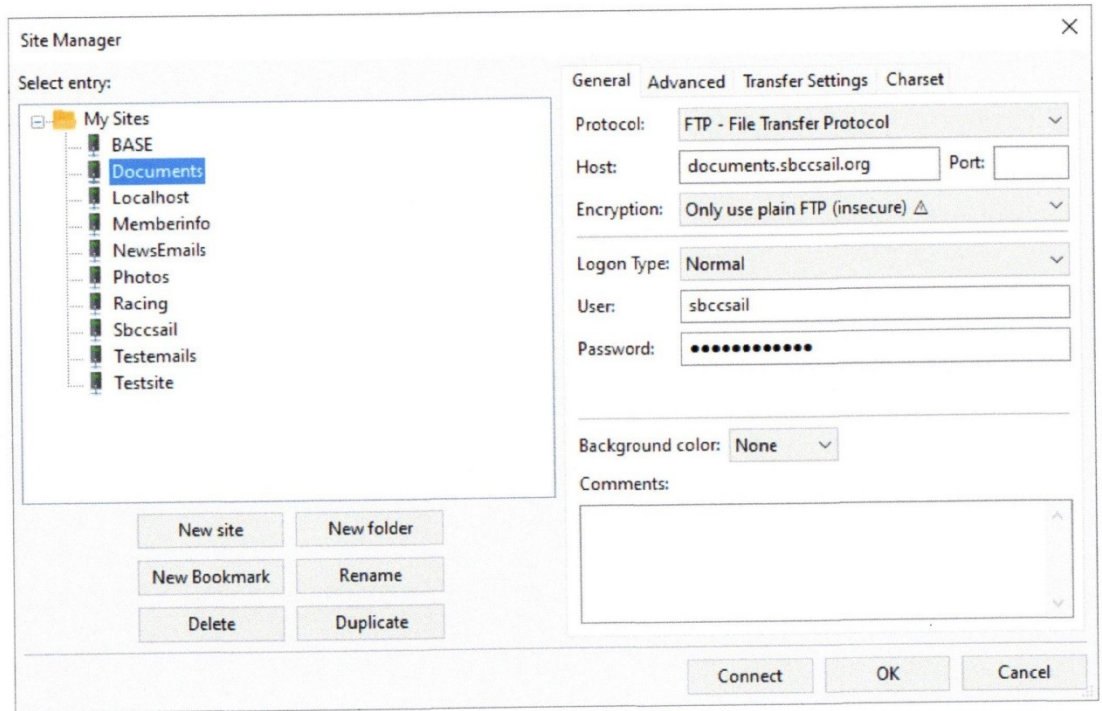 Site Manager
Select entry:
My Sites
BASE
Documents
Localhost
Memberinfo
NewsEmails
Photos
Racing
Sbccsail
Testemails
Testsite
New site New folder
New Bookmark Rename
Delete Duplicate
General Advanced Transfer Settings Charset
Protocol: FTP - File Transfer Protocol
Host: documents.sbccsail.org Port:
Encryption: Only use plain FTP (insecure) ⚠
Logon Type: Normal
User: sbccsail
Password: ●●●●●●●●●●●●
Background color: None
Comments:
Connect OK Cancel